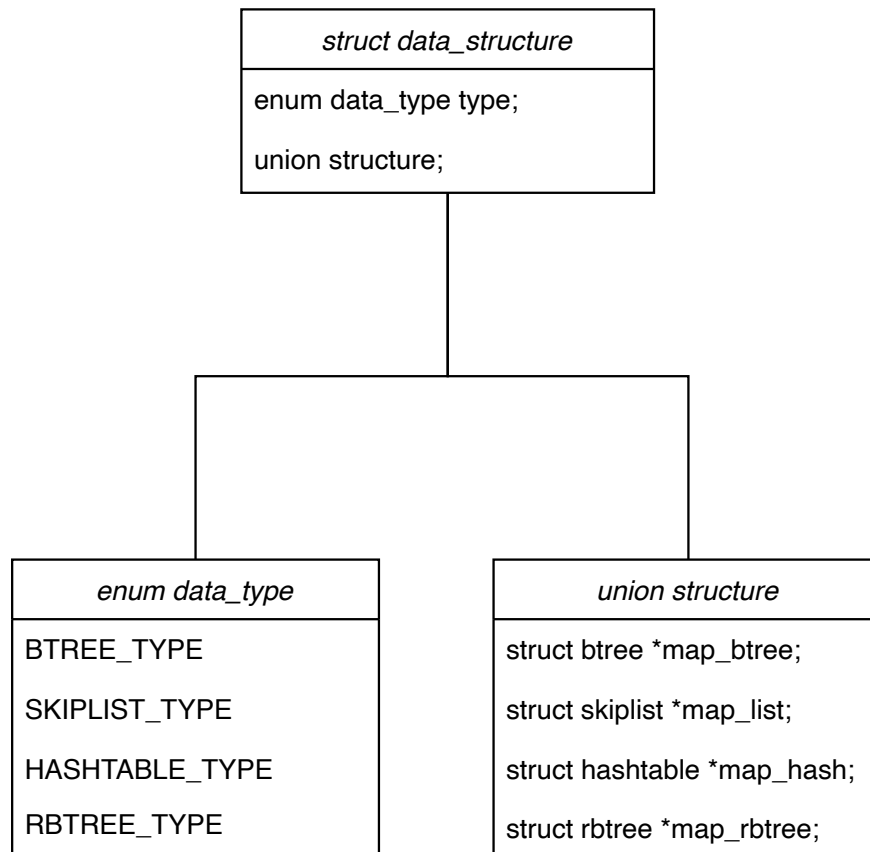 struct data_structure
enum data_type type;
union structure;
enum data_type
BTREE_TYPE
SKIPLIST_TYPE
HASHTABLE_TYPE
RBTREE_TYPE
union structure
struct btree *map_btree;
struct skiplist *map_list;
struct hashtable *map_hash;
struct rbtree *map_rbtree;